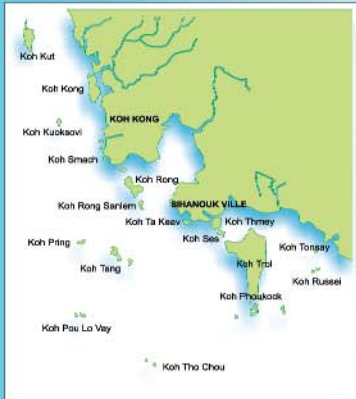 Koh Kut
Koh Kong
KOH KONG
Koh Kuoksovi
Koh Smach
Koh Rong
Koh Rong Sanlem
SIHANOUK VILLE
Koh Ta Keav
Koh Thmey
Koh Ses
Koh Pring
Koh Tang
Koh Tonsay
Koh Trol
Koh Russei
Koh Phoukook
Koh Pou Lo Vay
Koh Tho Chou